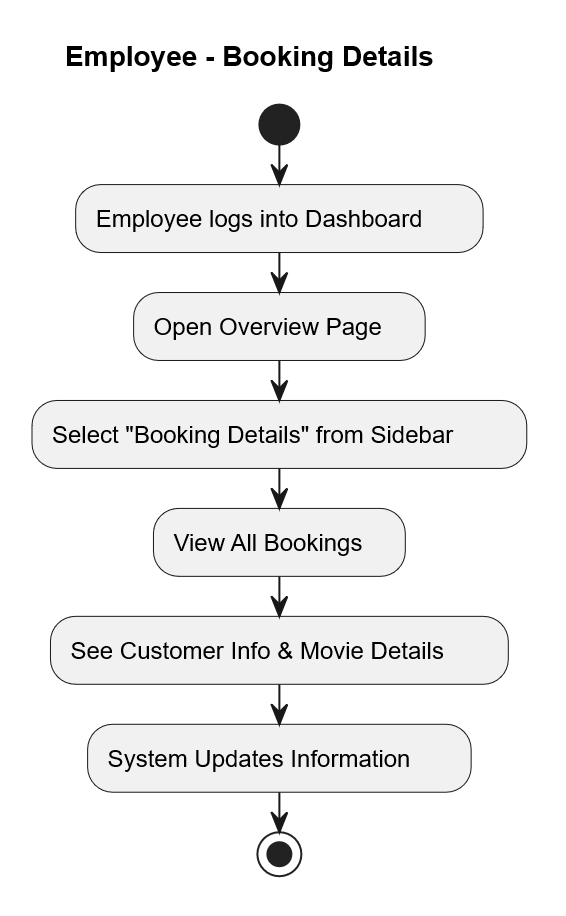 Employee - Booking Details
Employee logs into Dashboard
Open Overview Page
Select "Booking Details" from Sidebar
View All Bookings
See Customer Info & Movie Details
System Updates Information